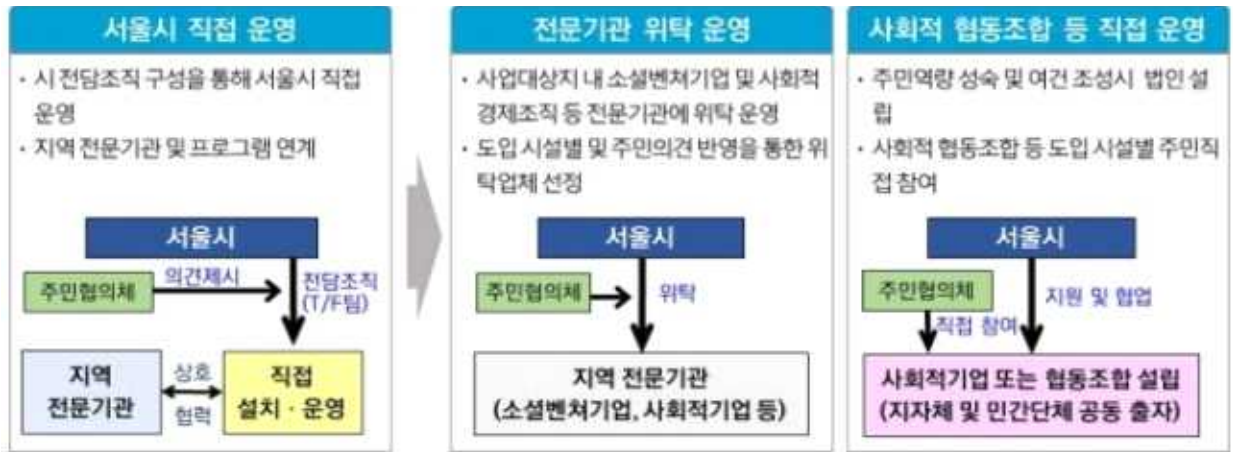 서울시 직접 운영
• 시 전담조직 구성을 통해 서울시 직접
운영
• 지역 전문기관 및 프로그램 연계
서울시
주민협의체
의견제시
전담조직
(T/F팀)
지역
전문기관
상호
협력
직접
설치 · 운영
전문기관 위탁 운영
• 사업대상지 내 소셜벤쳐기업 및 사회적
경제조직 등 전문기관에 위탁 운영
• 도입 시설별 및 주민의견 반영을 통한 위
탁업체 선정
서울시
주민협의체
위탁
지역 전문기관
(소셜벤쳐기업, 사회적기업 등)
사회적 협동조합 등 직접 운영
• 주민역량 성숙 및 여건 조성시 법인 설
립
• 사회적 협동조합 등 도입 시설별 주민직
접 참여
서울시
주민협의체
지원 및 협업
직접 참여
사회적기업 또는 협동조합 설립
(지자체 및 민간단체 공동 출자)